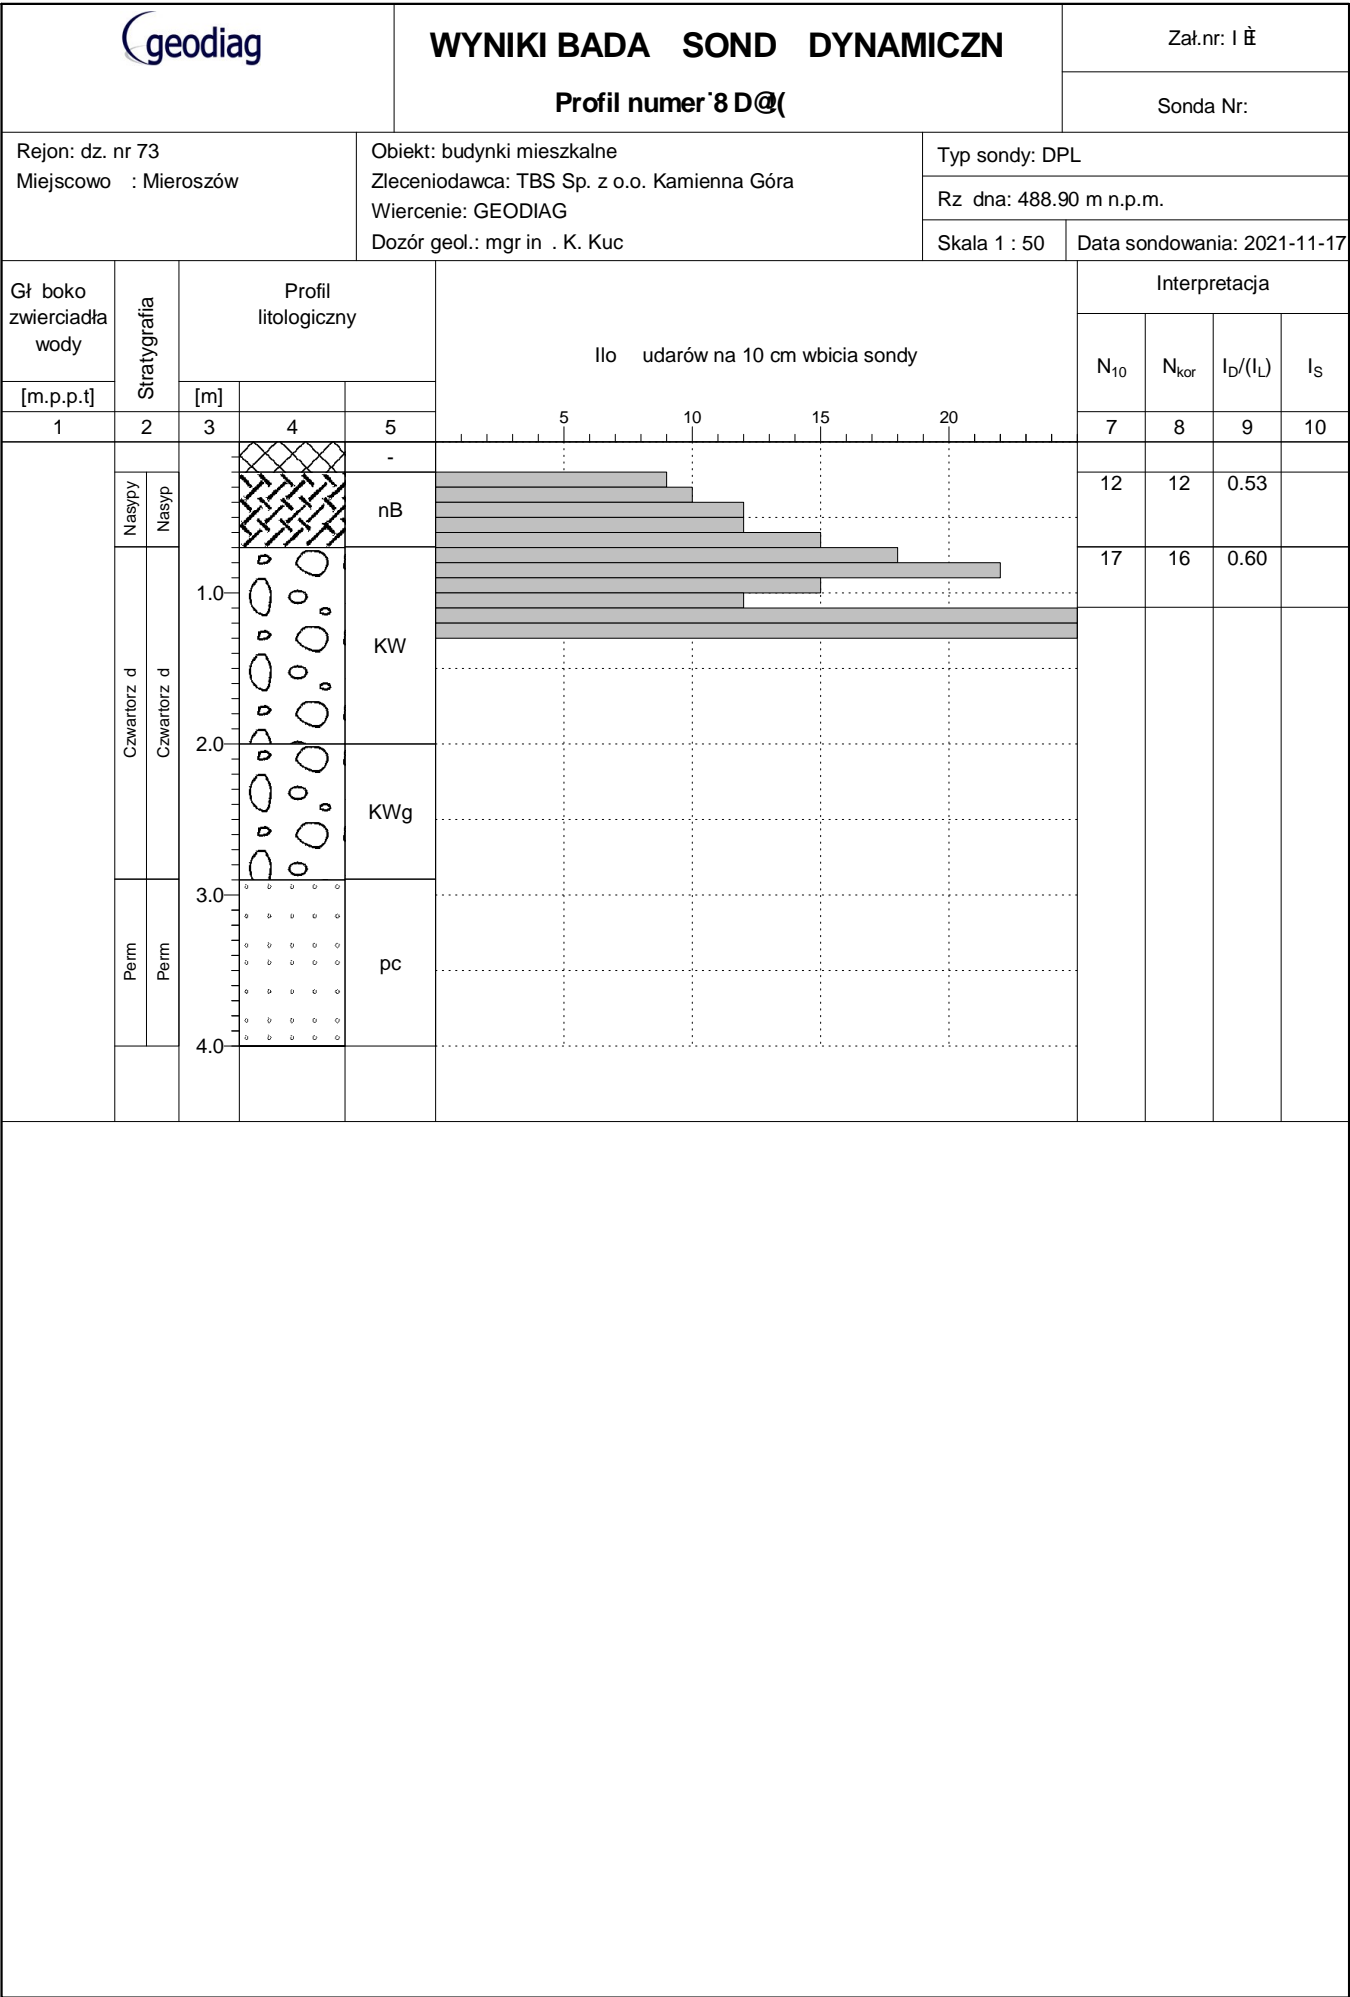 geodiag
WYNIKI BADA SOND DYNAMICZN
Profil numer
Zał.nr: I
Sonda Nr:
Rejon: dz. nr 73
Miejscowo : Mieroszów
Obiekt: budynki mieszkalne
Zleceniodawca: TBS Sp. z o.o. Kamienna Góra
Wiercenie: GEODIAG
Dozór geol.: mgr in . K. Kuc
Typ sondy: DPL
Rz dna: 488.90 m n.p.m.
Skala 1 : 50
Data sondowania: 2021-11-17
Gł boko
zwierciadła
wody
[m.p.p.t]
Stratygrafia
Profil
litologiczny
[m]
Ilo udarów na 10 cm wbicia sondy
Interpretacja
N10 Nkor ID/(IL) IS
5 10 15 20
1 2 3 4 5 7 8 9 10
-
Nasypy Nasyp nB 12 12 0.53
17 16 0.60
1.0
Czwartorz d Czwartorz d KW
2.0
KWg
3.0
Perm Perm pc
4.0